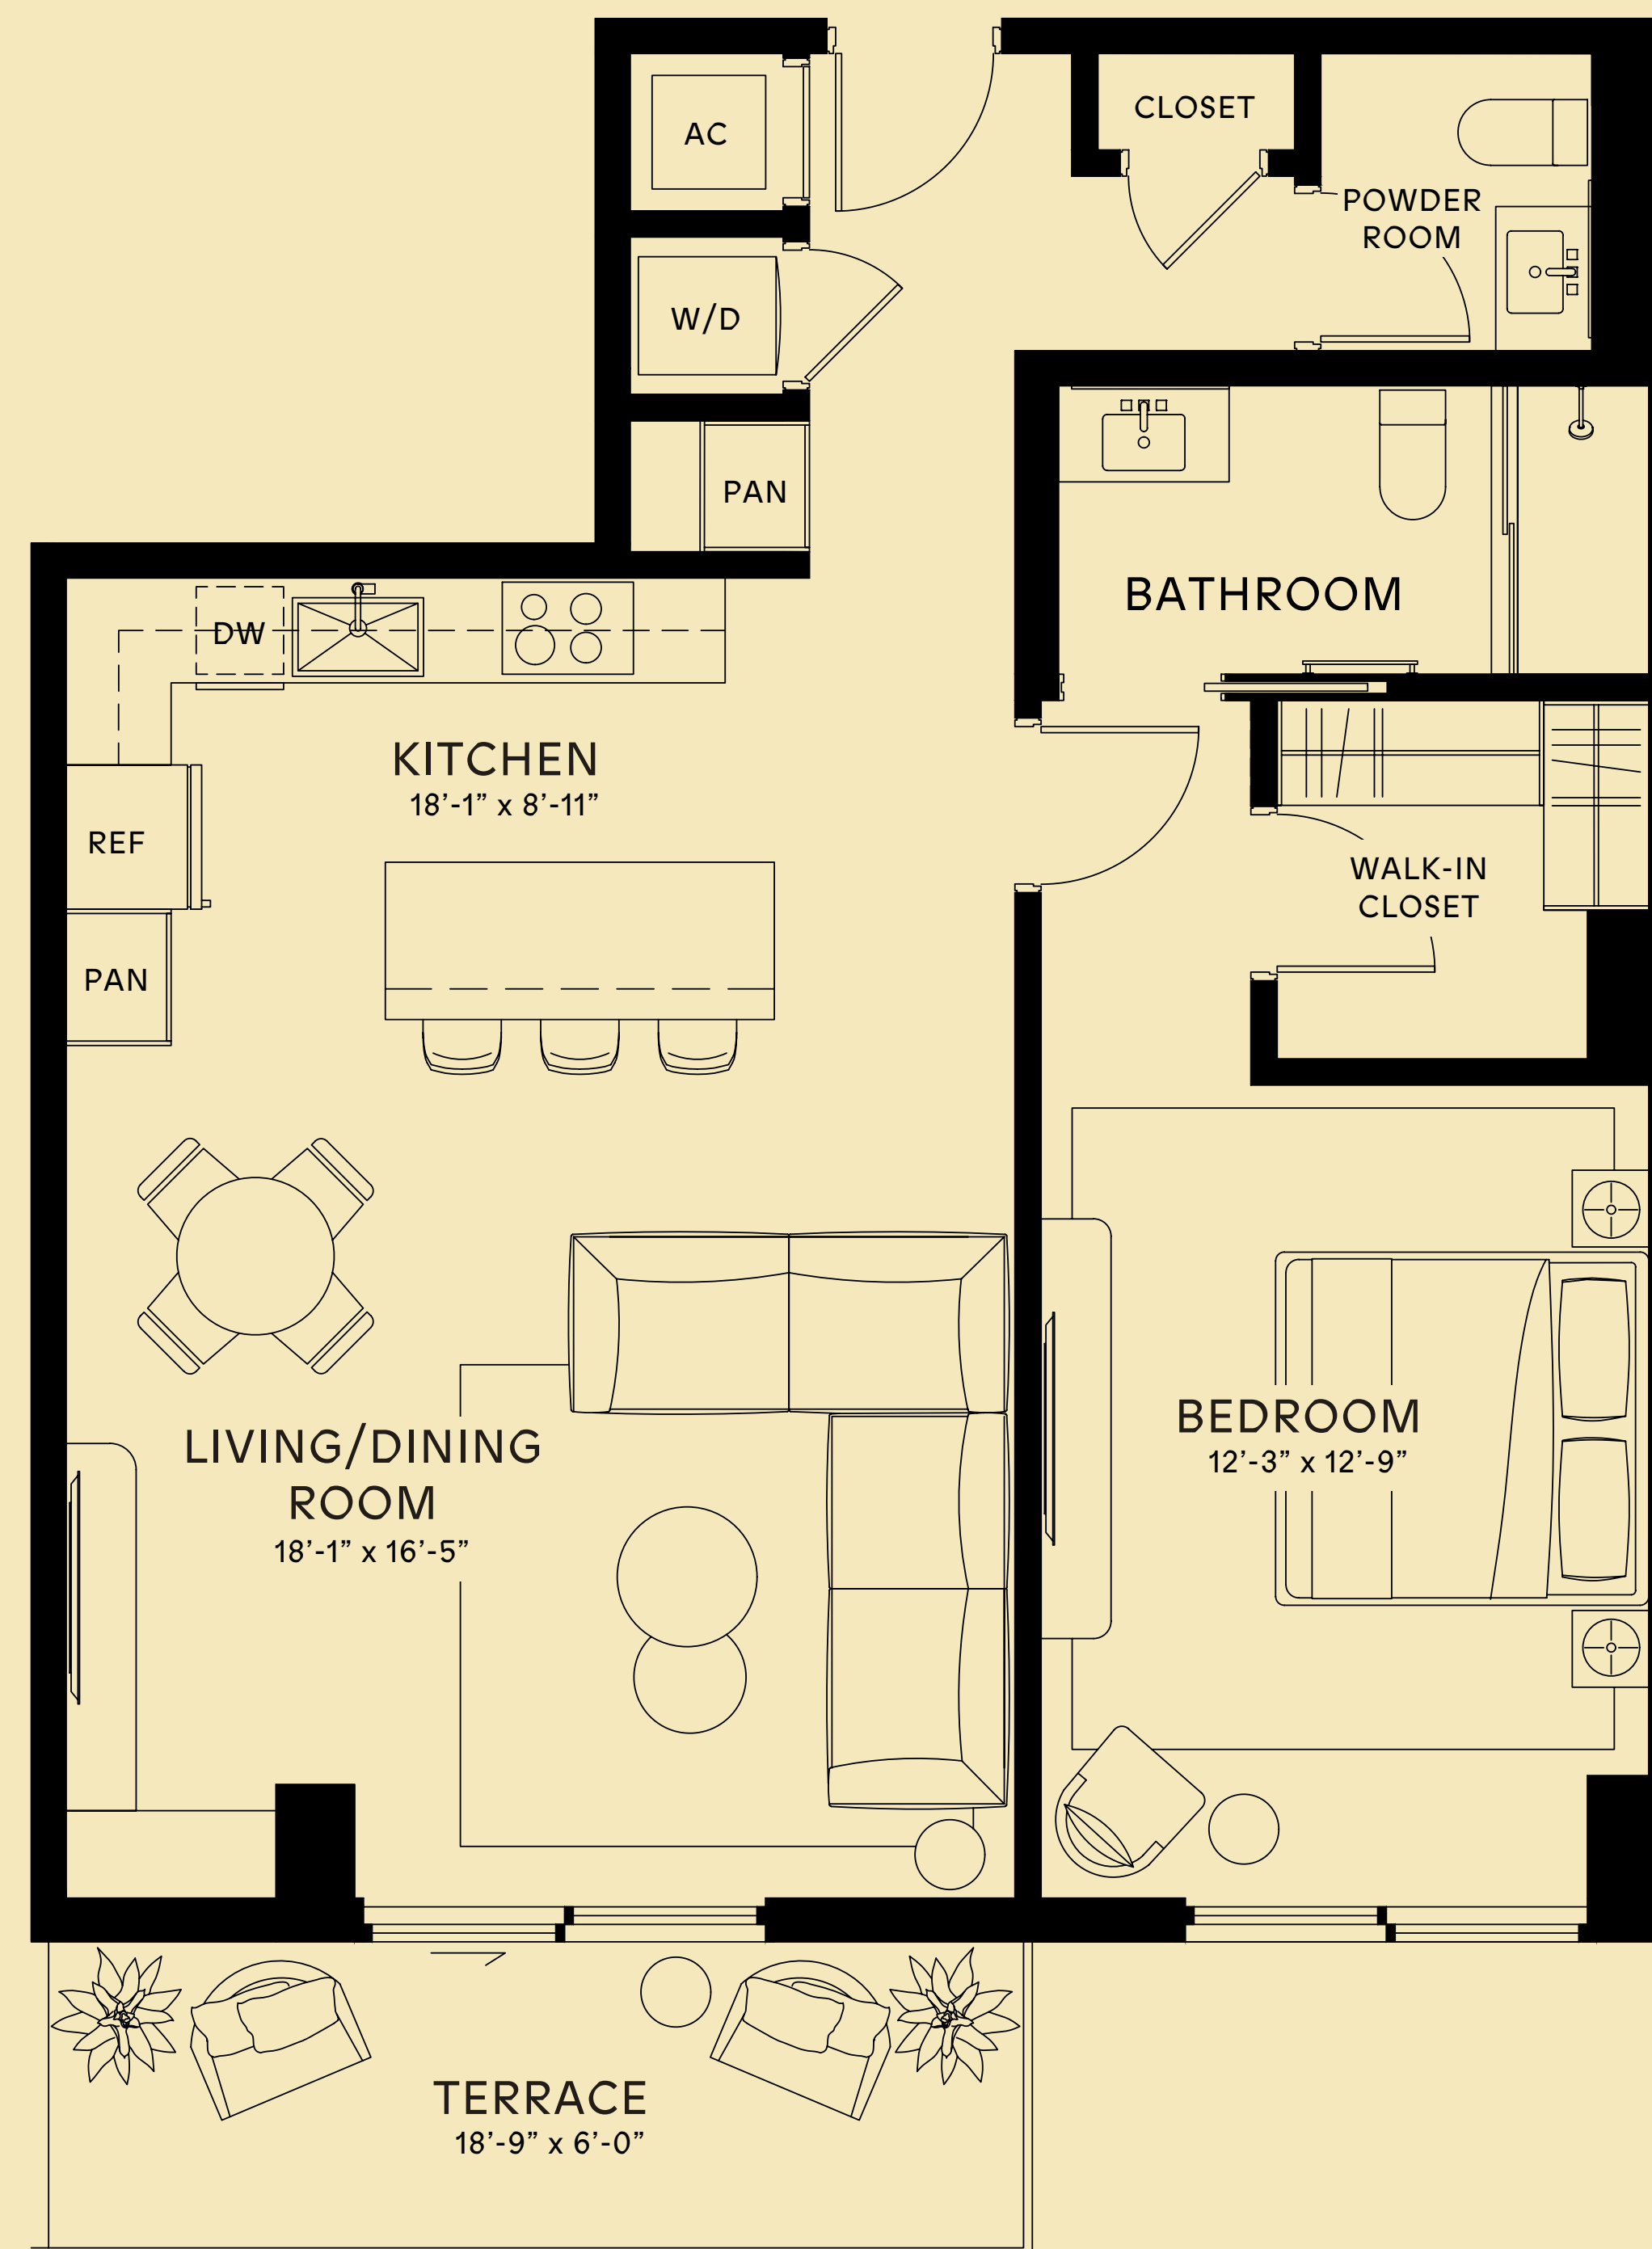 AC
CLOSET
POWDER
ROOM
W/D
PAN
BATHROOM
DW
KITCHEN
18’-1” x 8’-11”
REF
WALK-IN
CLOSET
PAN
BEDROOM
12’-3” x 12’-9”
LIVING/DINING
ROOM
18’-1” x 16’-5”
TERRACE
18’-9” x 6’-0”